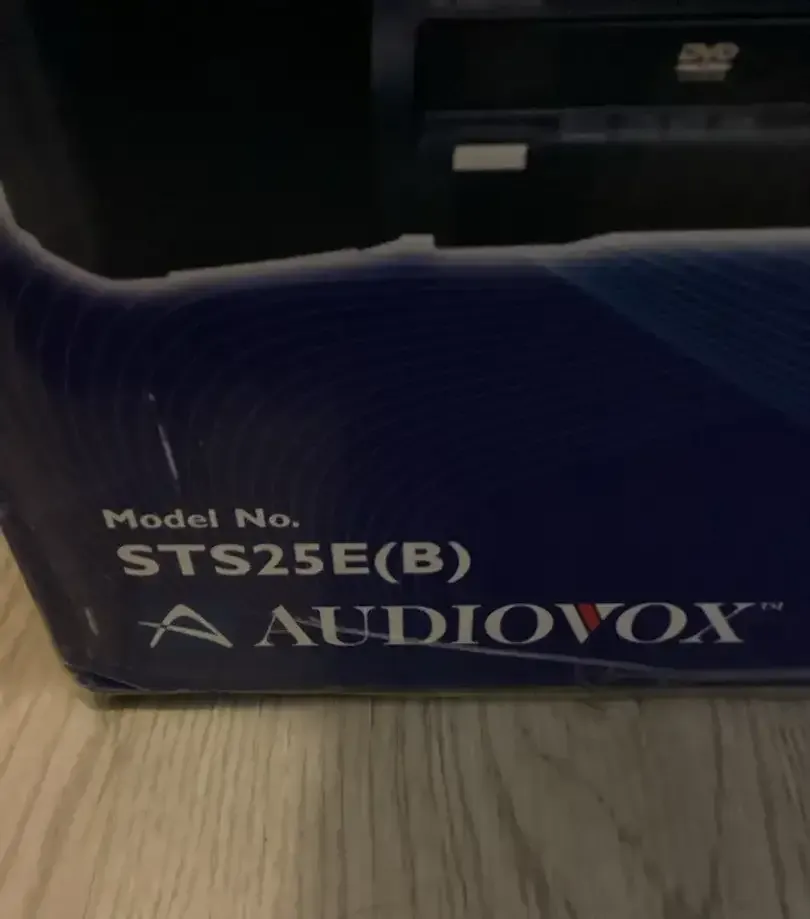 DVD
Model No.
STS25E(B)
AUDIOVOX™